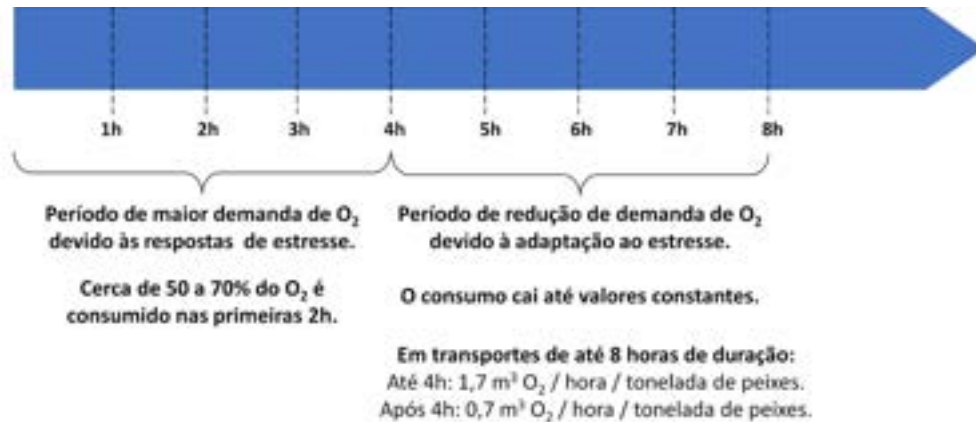 1h 2h 3h 4h 5h 6h 7h 8h
Período de maior demanda de O₂
devido às respostas de estresse.
Cerca de 50 a 70% do O₂ é
consumido nas primeiras 2h.
Período de redução de demanda de O₂
devido à adaptação ao estresse.
O consumo cai até valores constantes.
Em transportes de até 8 horas de duração:
Até 4h: 1,7 m³ O₂ / hora / tonelada de peixes.
Após 4h: 0,7 m³ O₂ / hora / tonelada de peixes.